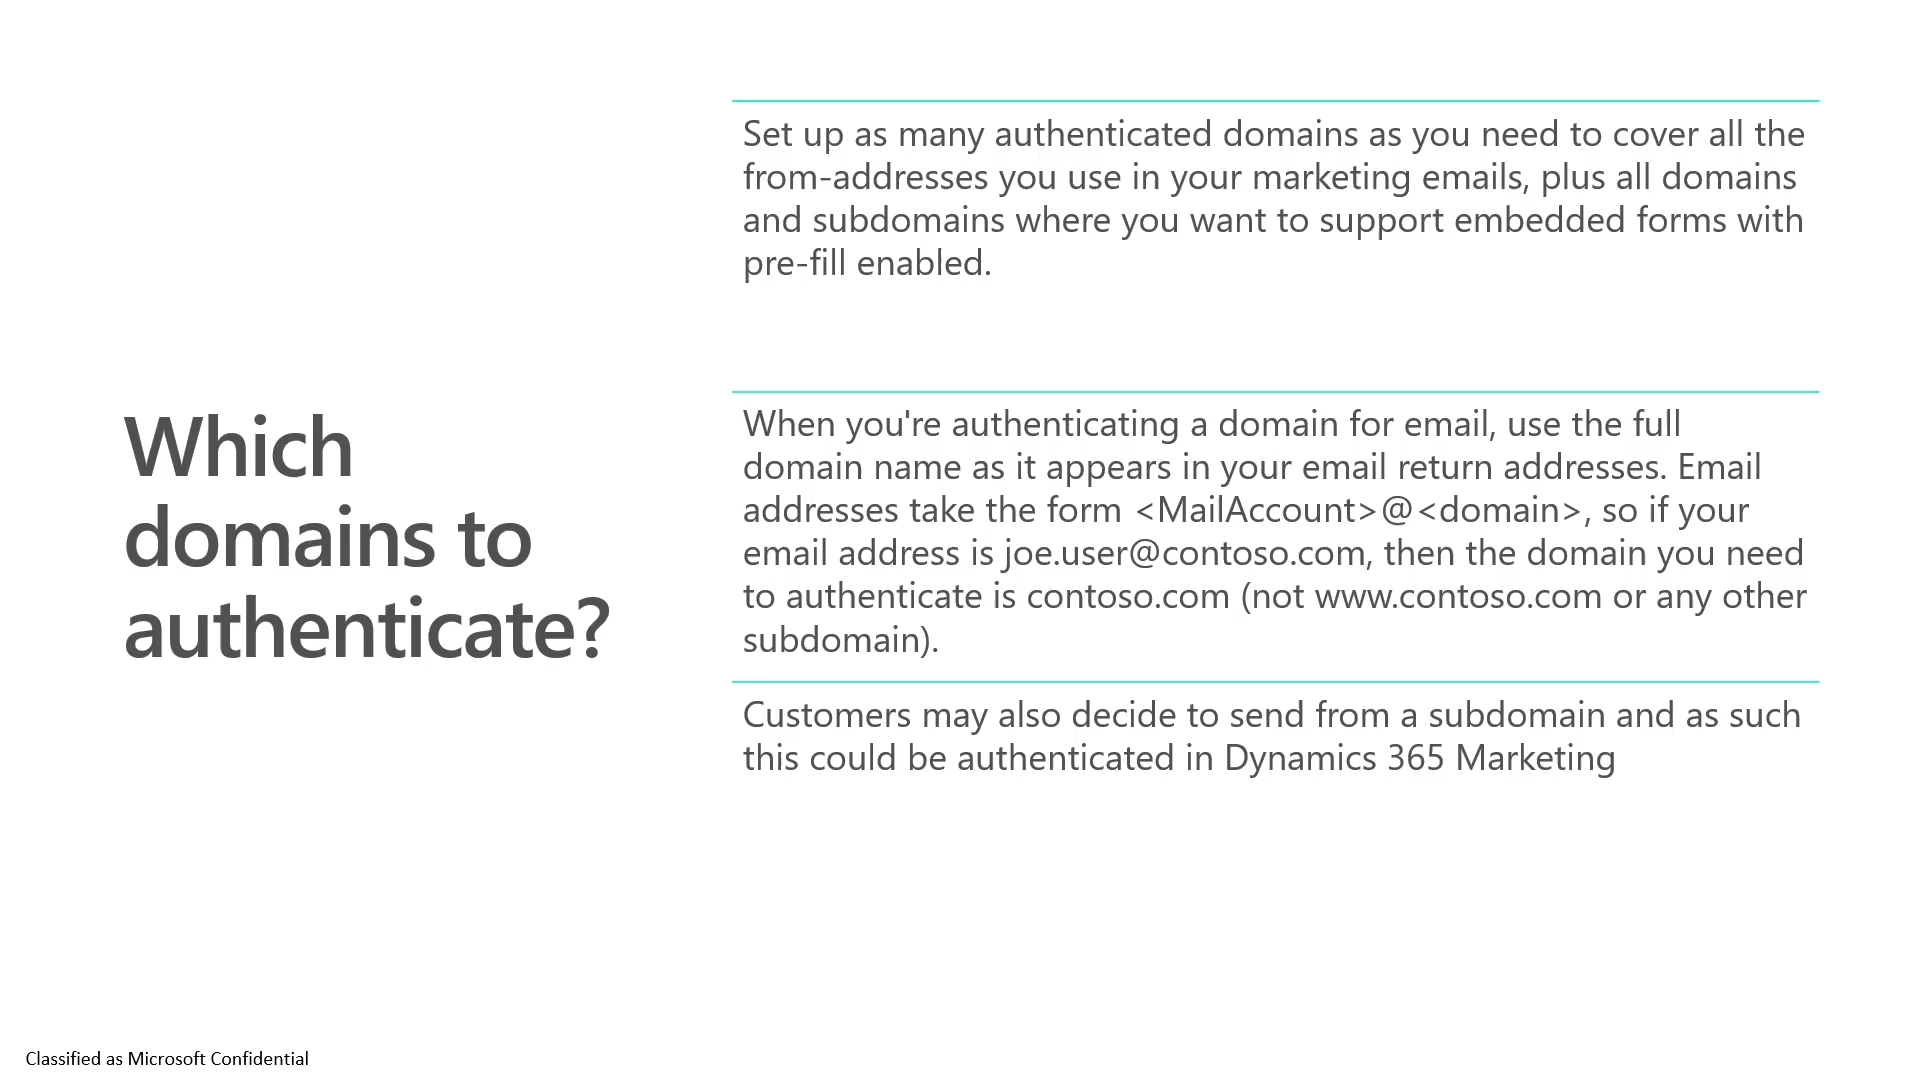 Which
domains to
authenticate?
Set up as many authenticated domains as you need to cover all the
from-addresses you use in your marketing emails, plus all domains
and subdomains where you want to support embedded forms with
pre-fill enabled.
When you're authenticating a domain for email, use the full
domain name as it appears in your email return addresses. Email
addresses take the form <MailAccount>@<domain>, so if your
email address is joe.user@contoso.com, then the domain you need
to authenticate is contoso.com (not www.contoso.com or any other
subdomain).
Customers may also decide to send from a subdomain and as such
this could be authenticated in Dynamics 365 Marketing
Classified as Microsoft Confidential